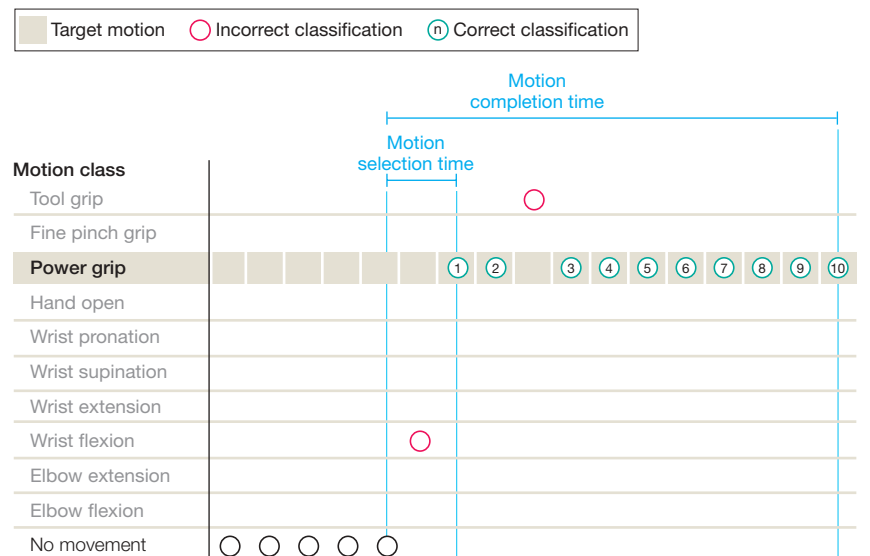 Target motion Incorrect classification n Correct classification
Motion
completion time
Motion
selection time
Motion class
Tool grip
Fine pinch grip
Power grip 1 2 3 4 5 6 7 8 9 10
Hand open
Wrist pronation
Wrist supination
Wrist extension
Wrist flexion
Elbow extension
Elbow flexion
No movement